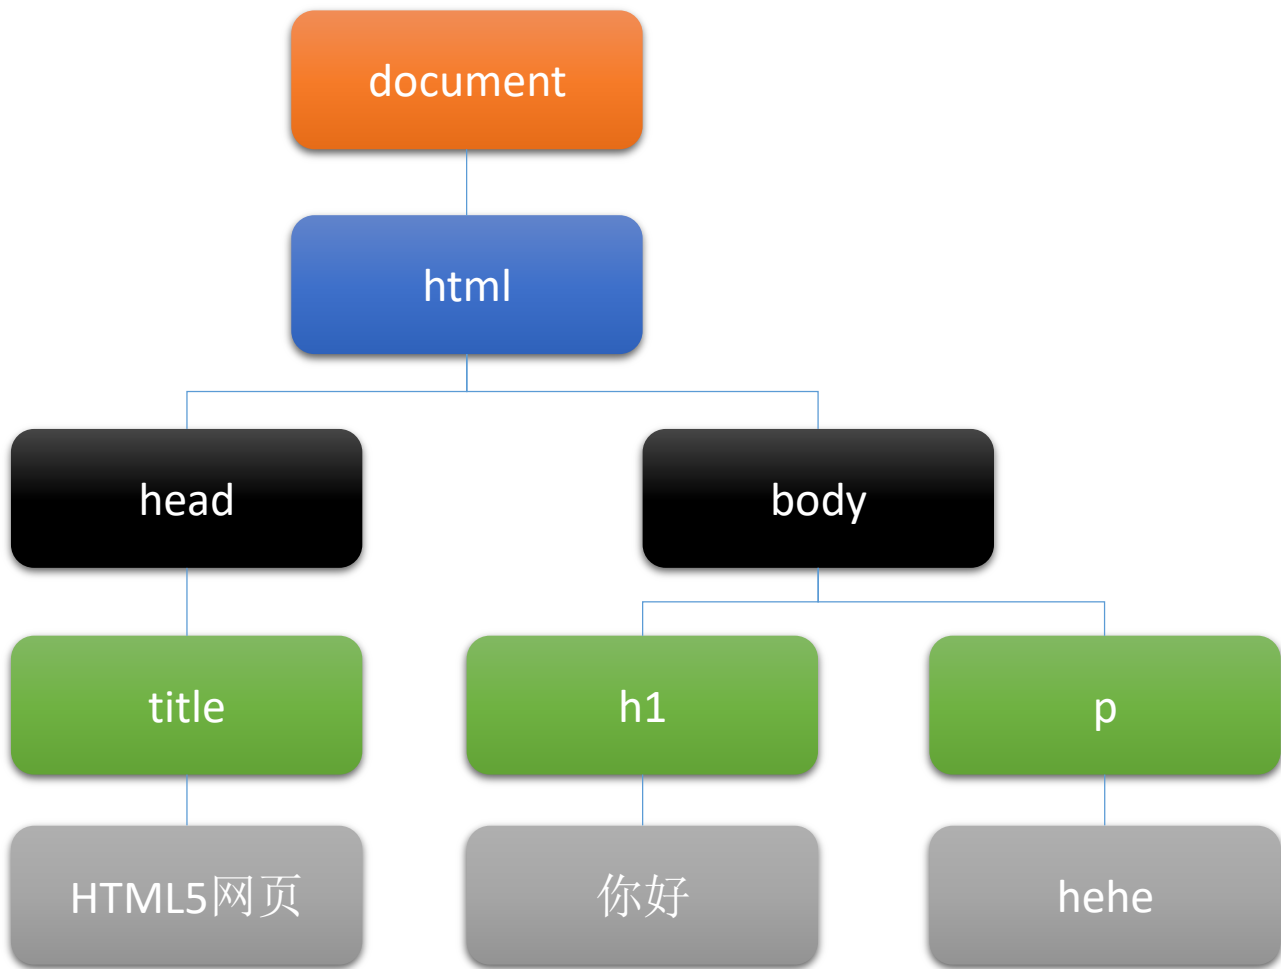 document
html
head
body
title
h1
p
HTML5网页
你好
hehe